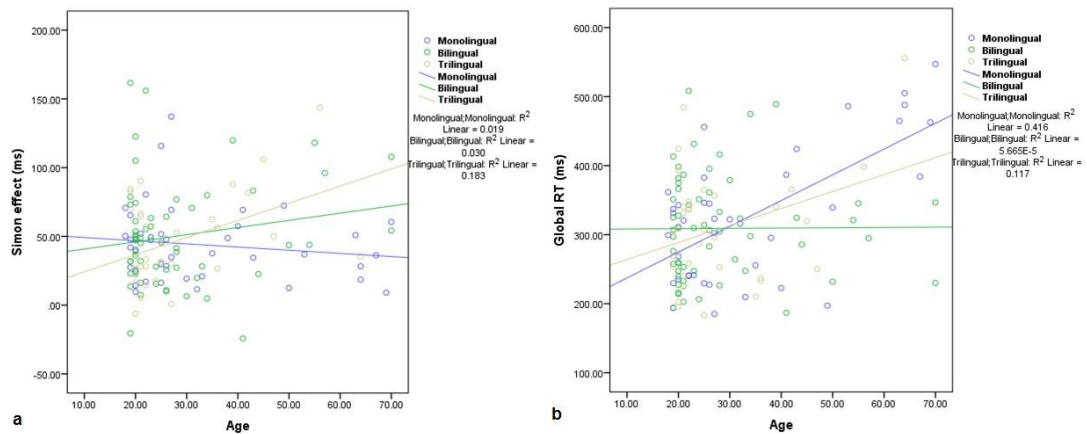 200.00
150.00
100.00
50.00
.00
-50.00
Simon effect (ms)
10.00 20.00 30.00 40.00 50.00 60.00 70.00
Age
a
Monolingual
Bilingual
Trilingual
Monolingual
Bilingual
Trilingual
Monolingual;Monolingual: R²
Linear = 0.019
Bilingual;Bilingual: R² Linear =
0.030
Trilingual;Trilingual: R² Linear =
0.183
600.00
500.00
400.00
300.00
200.00
100.00
Global RT (ms)
10.00 20.00 30.00 40.00 50.00 60.00 70.00
Age
b
Monolingual
Bilingual
Trilingual
Monolingual
Bilingual
Trilingual
Monolingual;Monolingual: R²
Linear = 0.416
Bilingual;Bilingual: R² Linear =
5.665E-5
Trilingual;Trilingual: R² Linear =
0.117